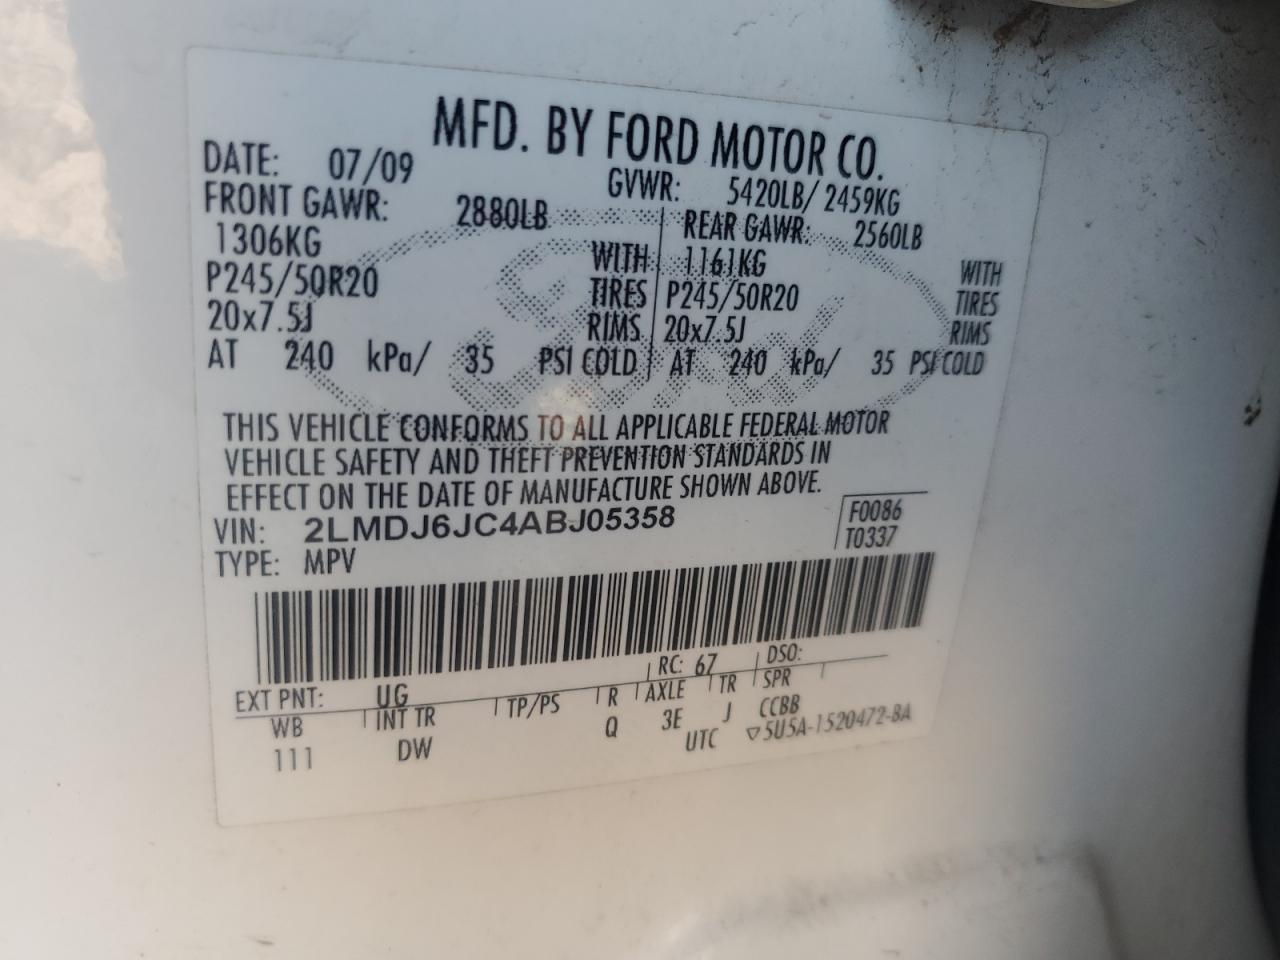 MFD. BY FORD MOTOR CO.
DATE: 07/09 GVWR: 5420LB/ 2459KG
FRONT GAWR: 2880LB REAR GAWR: 2560LB
1306KG WITH 1161KG WITH
P245/50R20 TIRES P245/50R20 TIRES
20x7.5J RIMS 20x7.5J RIMS
AT 240 kPa/ 35 PSI COLD AT 240 kPa/ 35 PSI COLD
Ford
THIS VEHICLE CONFORMS TO ALL APPLICABLE FEDERAL MOTOR
VEHICLE SAFETY AND THEFT PREVENTION STANDARDS IN
EFFECT ON THE DATE OF MANUFACTURE SHOWN ABOVE.
VIN: 2LMDJ6JC4ABJ05358 F0086
TYPE: MPV T0337
EXT PNT: UG RC: 67 DSO:
WB INT TR TP/PS R AXLE TR SPR
111 DW Q 3E J CCBB
UTC ▽5U5A-1520472-BA